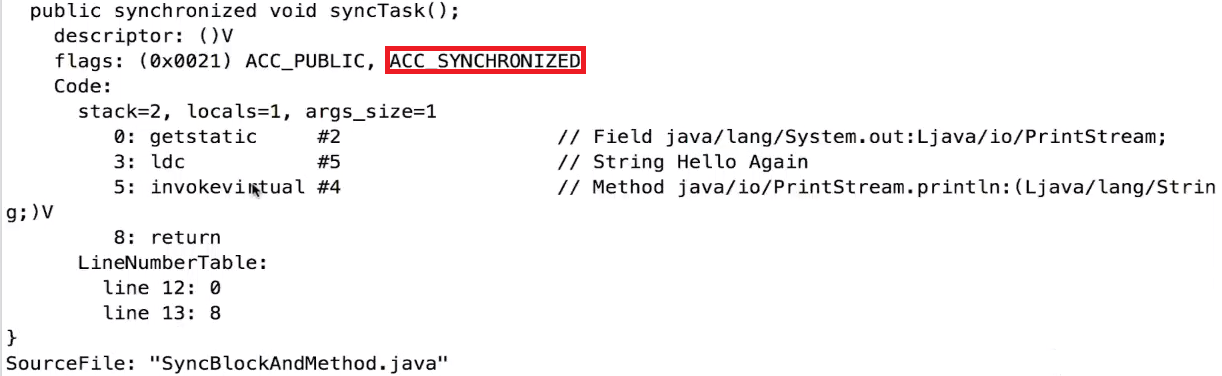 public synchronized void syncTask();
descriptor: ()V
flags: (0x0021) ACC_PUBLIC, ACC_SYNCHRONIZED
Code:
stack=2, locals=1, args_size=1
0: getstatic #2 // Field java/lang/System.out:Ljava/io/PrintStream;
3: ldc #5 // String Hello Again
5: invokevirtual #4 // Method java/io/PrintStream.println:(Ljava/lang/Strin
g;)V
8: return
LineNumberTable:
line 12: 0
line 13: 8
}
SourceFile: "SyncBlockAndMethod.java"